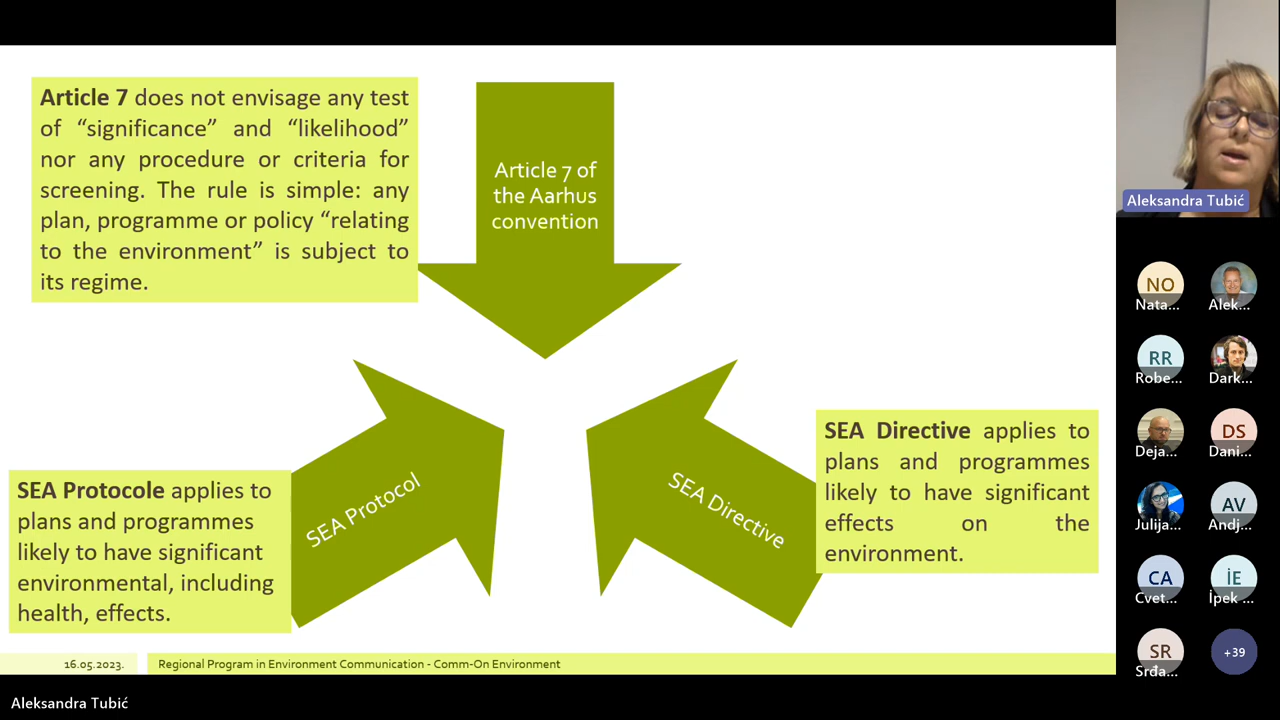 Article 7 does not envisage any test
of “significance” and “likelihood”
nor any procedure or criteria for
screening. The rule is simple: any
plan, programme or policy “relating
to the environment” is subject to
its regime.
Article 7 of
the Aarhus
convention
SEA Protocole applies to
plans and programmes
likely to have significant
environmental, including
health, effects.
SEA Protocol
SEA Directive
SEA Directive applies to
plans and programmes
likely to have significant
effects on the
environment.
16.05.2023.
Regional Program in Environment Communication - Comm-On Environment
Aleksandra Tubić
Aleksandra Tubić
NO
Nata...
Alek...
RR
Robe...
Dark...
Deja...
DS
Dani...
Julija...
AV
Andj...
CA
Cvet...
İE
İpek ...
SR
Srđa...
+39